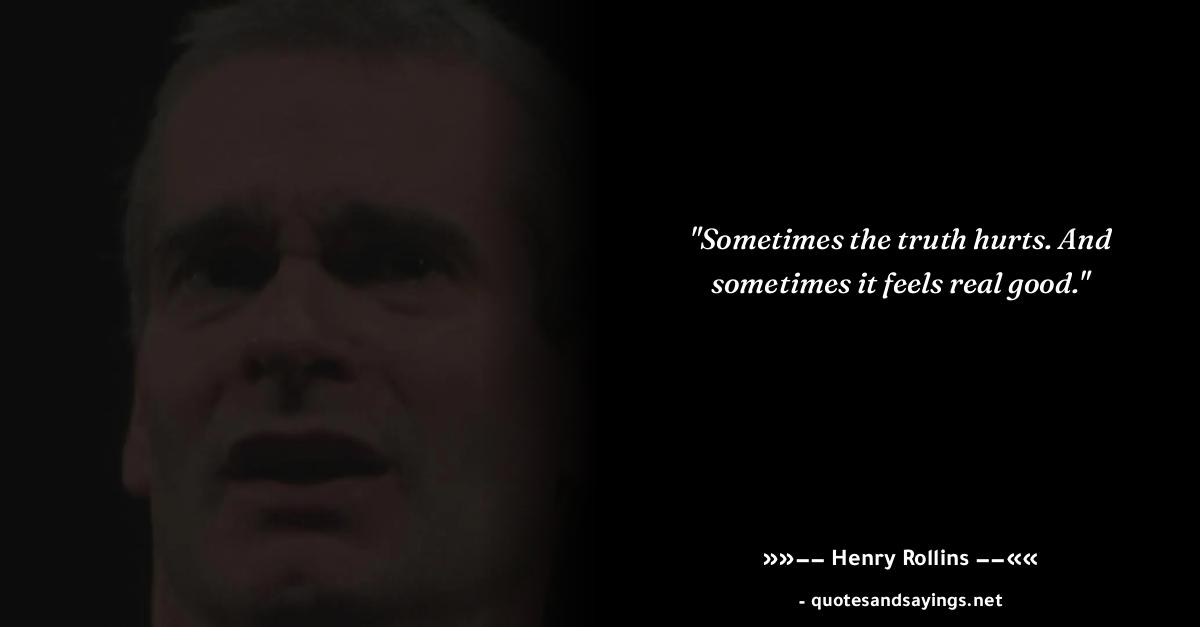 "Sometimes the truth hurts. And
sometimes it feels real good."
»»−− Henry Rollins −−««
- quotesandsayings.net